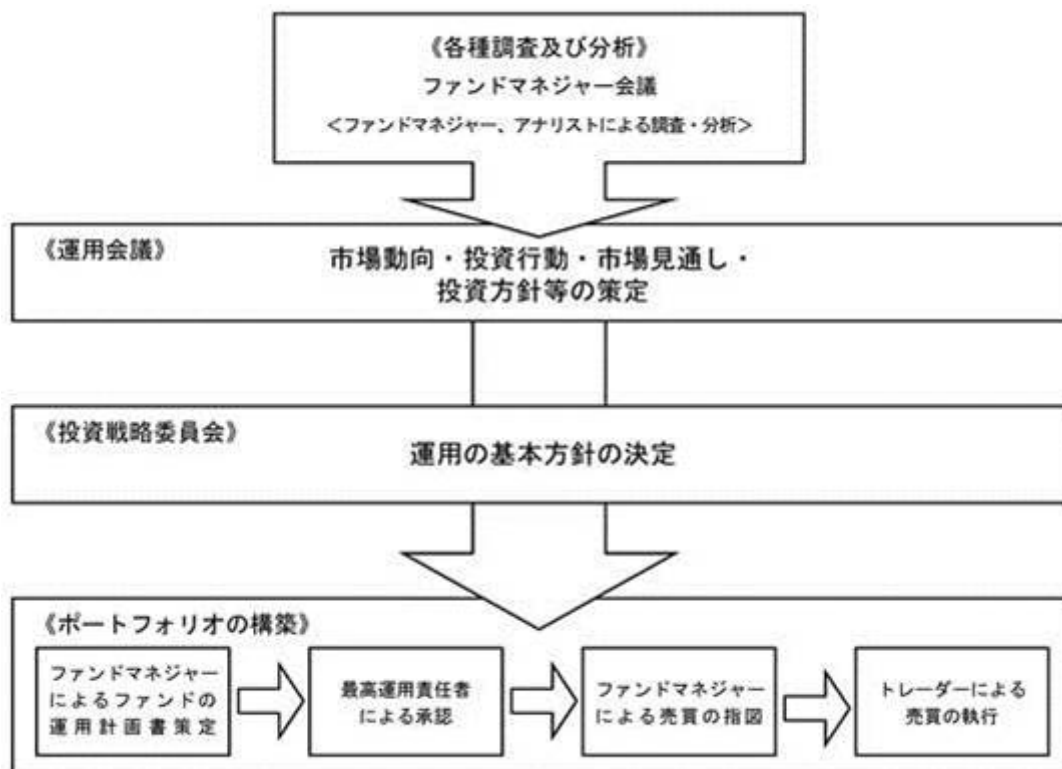 《各種調査及び分析》
ファンドマネジャー会議
<ファンドマネジャー、アナリストによる調査・分析>
《運用会議》
市場動向・投資行動・市場見通し・
投資方針等の策定
《投資戦略委員会》
運用の基本方針の決定
《ポートフォリオの構築》
ファンドマネジャー
によるファンドの
運用計画書策定
最高運用責任者
による承認
ファンドマネジャー
による売買の指図
トレーダーによる
売買の執行